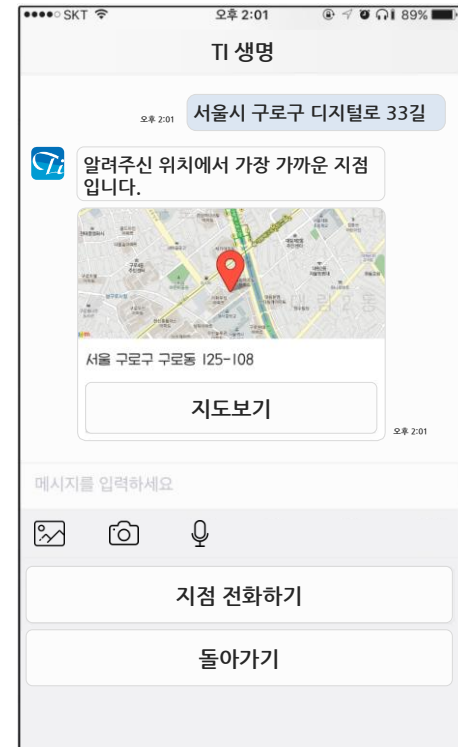 SKT
오후 2:01
89%
TI 생명
오후 2:01
서울시 구로구 디지털로 33길
Ti
알려주신 위치에서 가장 가까운 지점
입니다.
서울 구로구 구로동 125-108
지도보기
오후 2:01
메시지를 입력하세요
지점 전화하기
돌아가기